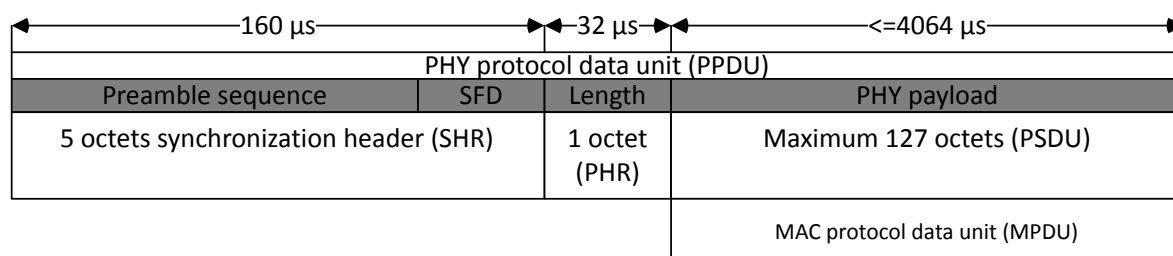 160 µs 32 µs <=4064 µs
PHY protocol data unit (PPDU)
Preamble sequence SFD Length PHY payload
5 octets synchronization header (SHR) 1 octet Maximum 127 octets (PSDU)
(PHR)
MAC protocol data unit (MPDU)